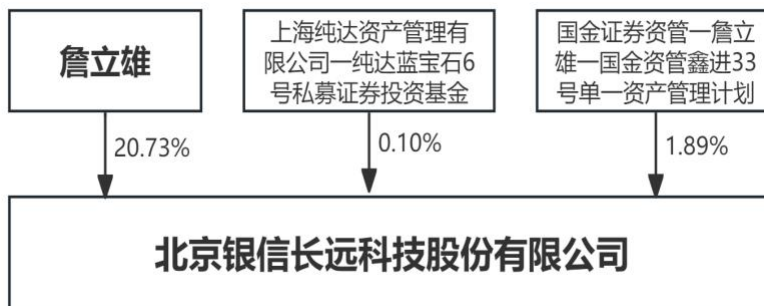 詹立雄
上海纯达资产管理有
限公司一纯达蓝宝石6
号私募证券投资基金
国金证券资管一詹立
雄一国金资管鑫进33
号单一资产管理计划
20.73%
0.10%
1.89%
北京银信长远科技股份有限公司